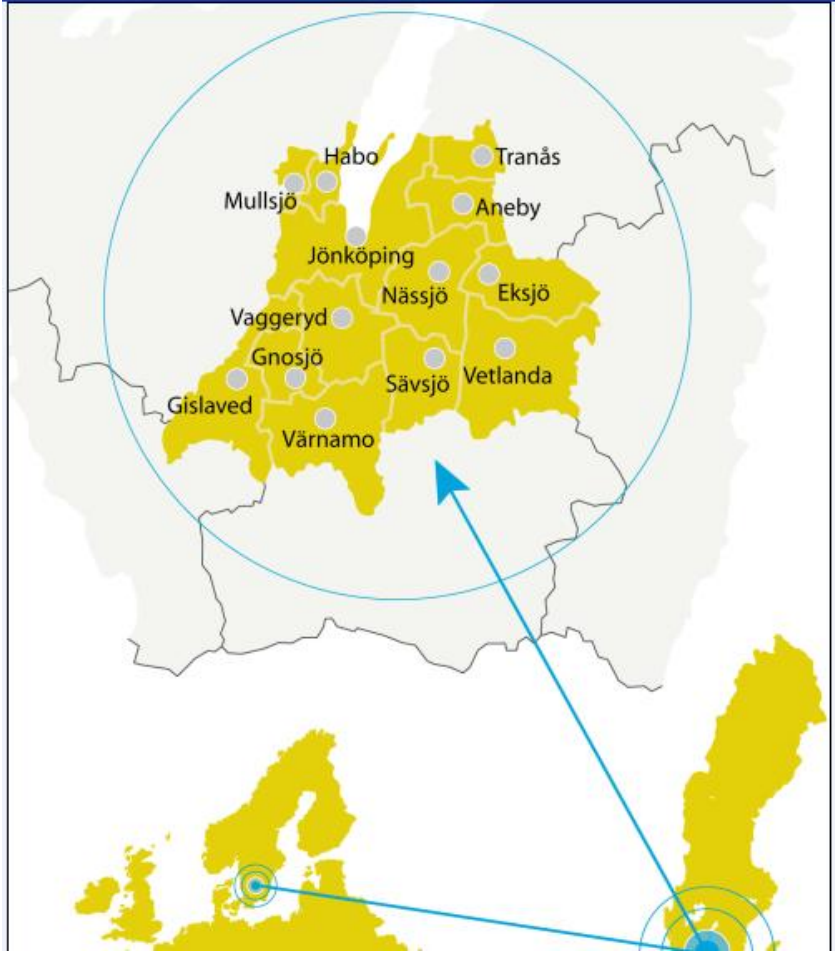 Habo
Tranås
Mullsjö
Aneby
Jönköping
Nässjö
Eksjö
Vaggeryd
Gnosjö
Sävsjö
Vetlanda
Gislaved
Värnamo